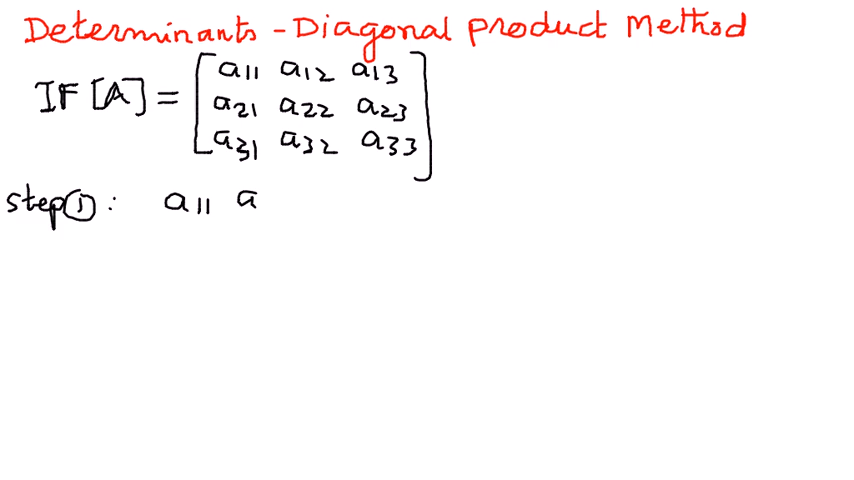 Determinants - Diagonal product Method
a11 a12 a13
IF [A] = a21 a22 a23
a31 a32 a33
step 1 : a11 a